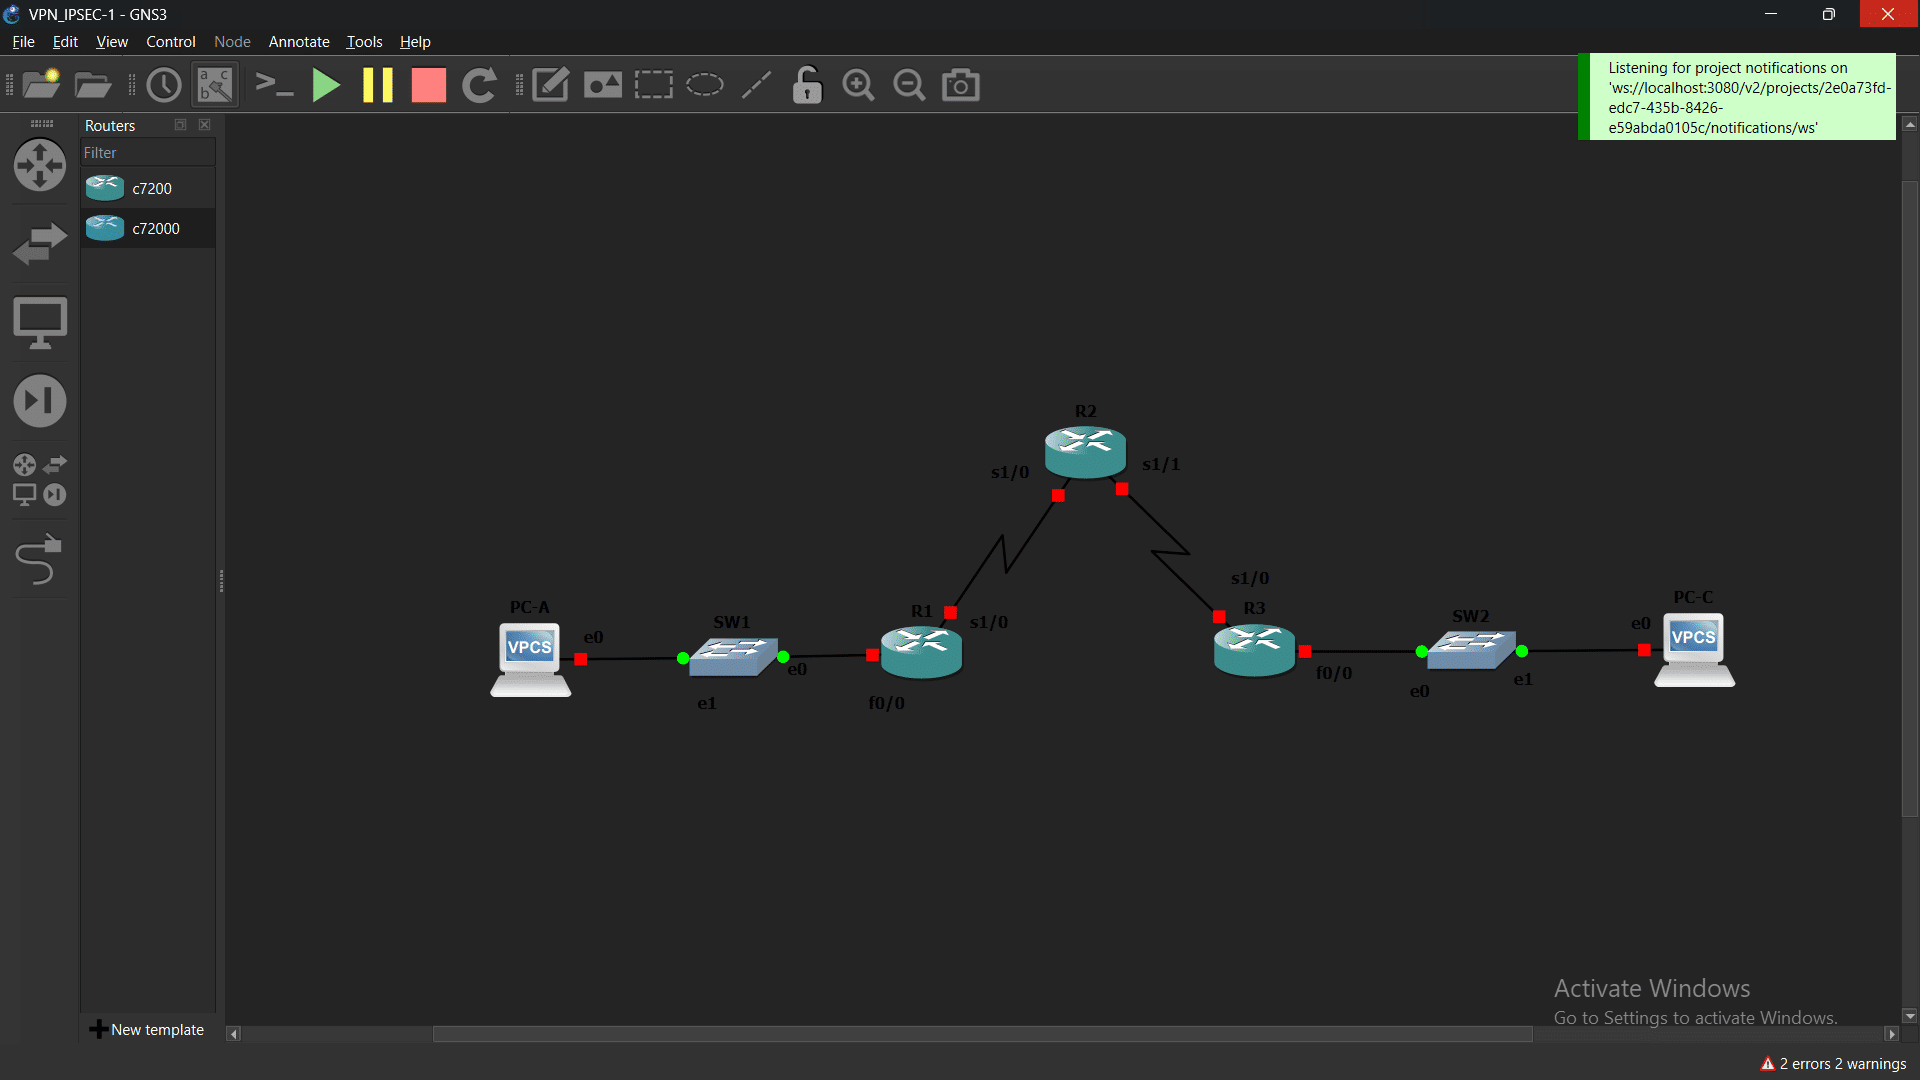 VPN_IPSEC-1 - GNS3
File Edit View Control Node Annotate Tools Help
a c
b
Listening for project notifications on
'ws://localhost:3080/v2/projects/2e0a73fd-
edc7-435b-8426-
e59abda0105c/notifications/ws'
Routers
Filter
c7200
c72000
R2
s1/0
s1/1
s1/0
PC-A
VPCS
e0
SW1
e1
e0
R1
s1/0
f0/0
R3
f0/0
SW2
e0
e1
PC-C
e0
VPCS
Activate Windows
Go to Settings to activate Windows.
New template
2 errors 2 warnings